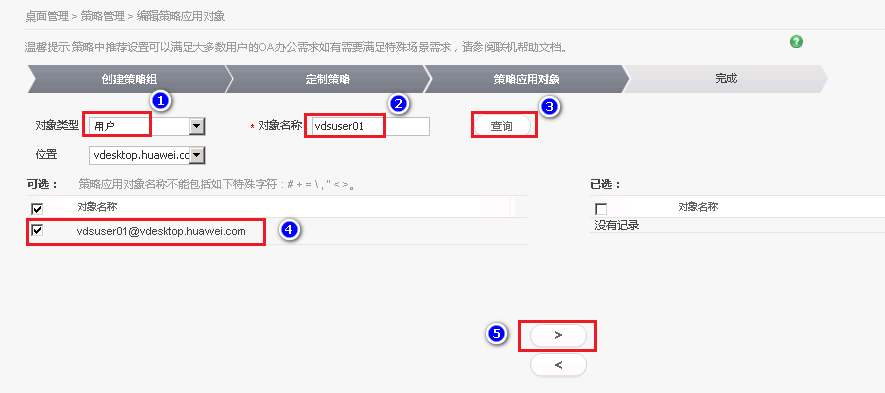 桌面管理 > 策略管理 > 编辑策略应用对象
温馨提示:策略中推荐设置可以满足大多数用户的OA办公需求如有需要满足特殊场景需求，请参阅联机帮助文档。
?
创建策略组 定制策略 策略应用对象 完成
1 2 3
对象类型 用户 * 对象名称 vdsuser01 查询
位置 vdesktop.huawei.cc
可选： 策略应用对象名称不能包括如下特殊字符：# + = \ , " < >。 已选：
对象名称 对象名称
vdsuser01@vdesktop.huawei.com 4 没有记录
5 >
<